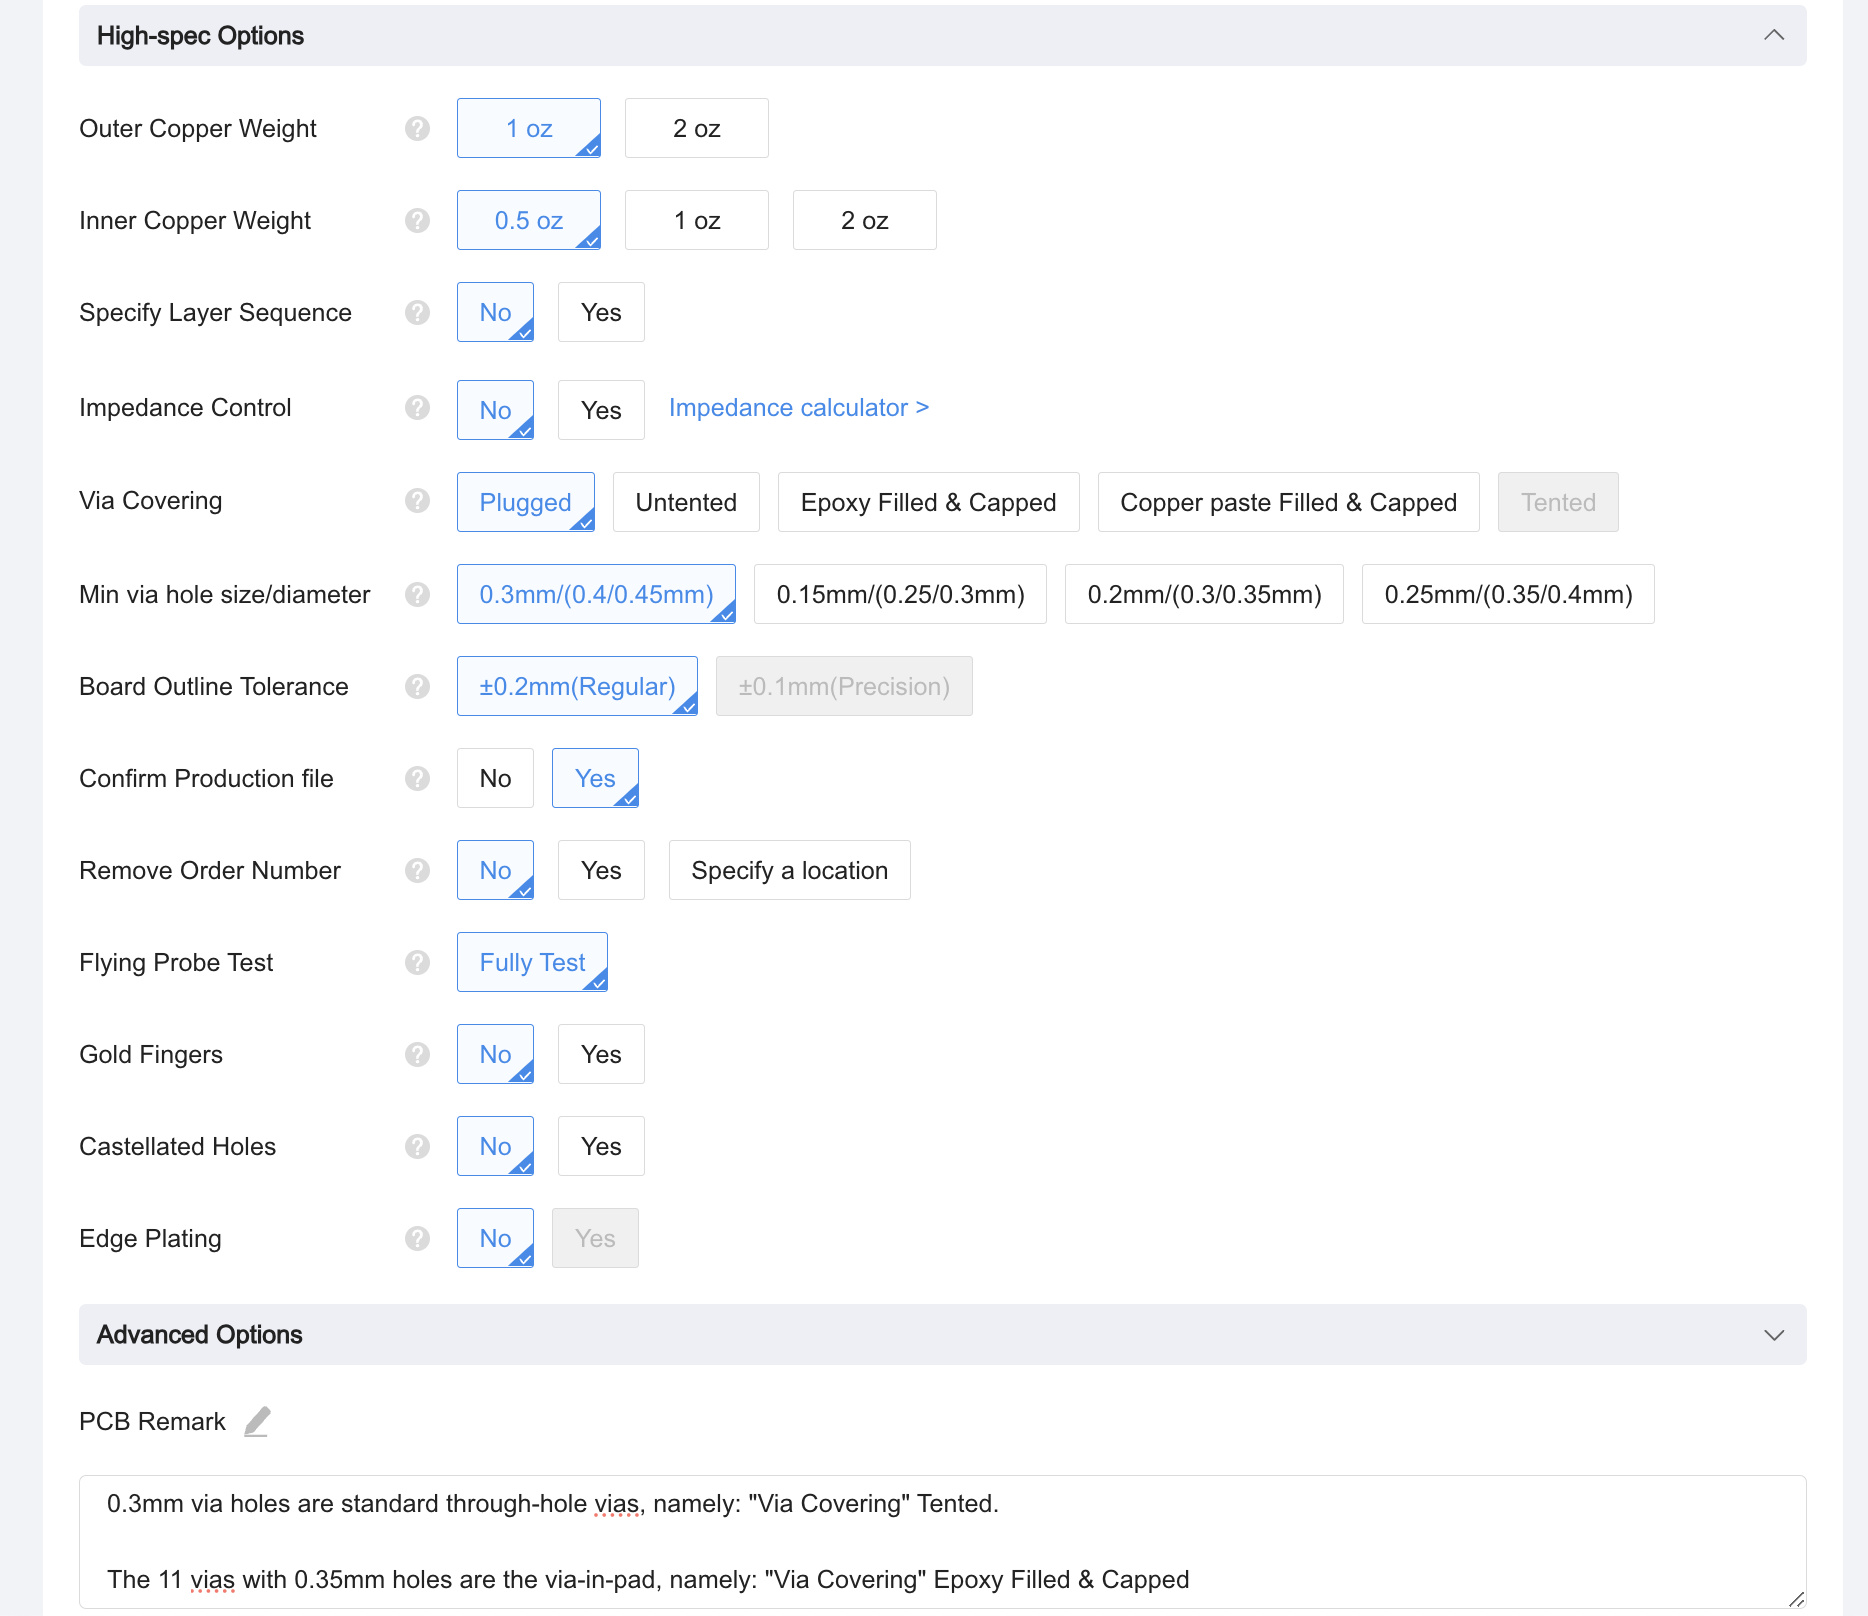 High-spec Options
Outer Copper Weight ? 1 oz 2 oz
Inner Copper Weight ? 0.5 oz 1 oz 2 oz
Specify Layer Sequence ? No Yes
Impedance Control ? No Yes Impedance calculator >
Via Covering ? Plugged Untented Epoxy Filled & Capped Copper paste Filled & Capped Tented
Min via hole size/diameter ? 0.3mm/(0.4/0.45mm) 0.15mm/(0.25/0.3mm) 0.2mm/(0.3/0.35mm) 0.25mm/(0.35/0.4mm)
Board Outline Tolerance ? ±0.2mm(Regular) ±0.1mm(Precision)
Confirm Production file ? No Yes
Remove Order Number ? No Yes Specify a location
Flying Probe Test ? Fully Test
Gold Fingers ? No Yes
Castellated Holes ? No Yes
Edge Plating ? No Yes
Advanced Options
PCB Remark
0.3mm via holes are standard through-hole vias, namely: "Via Covering" Tented.
The 11 vias with 0.35mm holes are the via-in-pad, namely: "Via Covering" Epoxy Filled & Capped